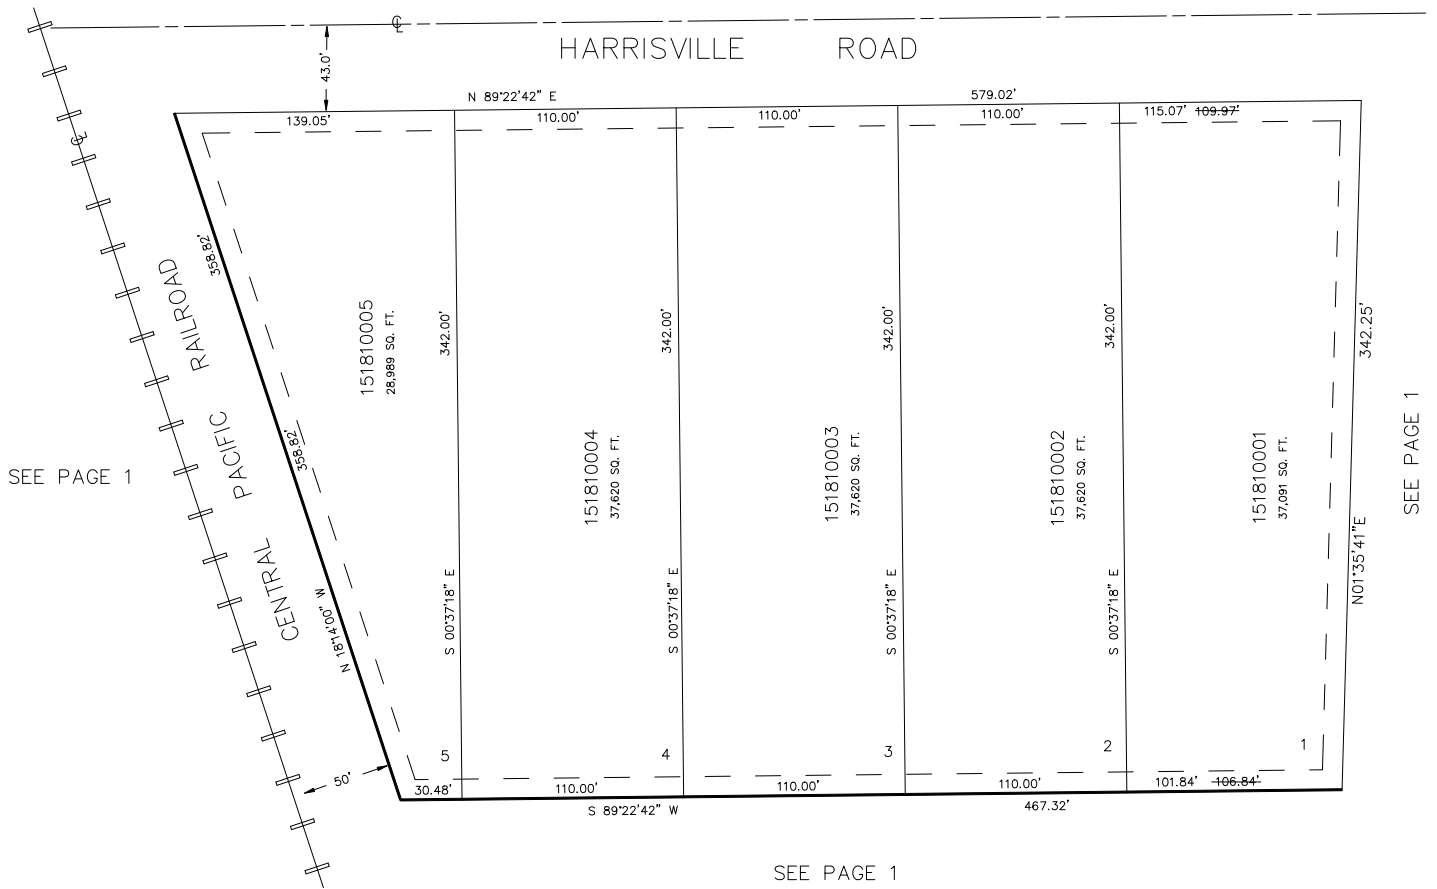 ℄
HARRISVILLE ROAD
43.0'
N 89°22'42" E
579.02'
139.05'
110.00'
110.00'
110.00'
115.07' 109.97'
℄
358.82'
358.82'
N 18°14'00" W
CENTRAL PACIFIC RAILROAD
SEE PAGE 1
50'
151810005
28,989 SQ. FT.
342.00'
S 00°37'18" E
5
151810004
37,620 SQ. FT.
342.00'
S 00°37'18" E
4
151810003
37,620 SQ. FT.
342.00'
S 00°37'18" E
3
151810002
37,620 SQ. FT.
342.00'
S 00°37'18" E
2
151810001
37,091 SQ. FT.
342.25'
N01°35'41"E
1
SEE PAGE 1
30.48'
110.00'
110.00'
110.00'
101.84' 106.84'
S 89°22'42" W
467.32'
SEE PAGE 1